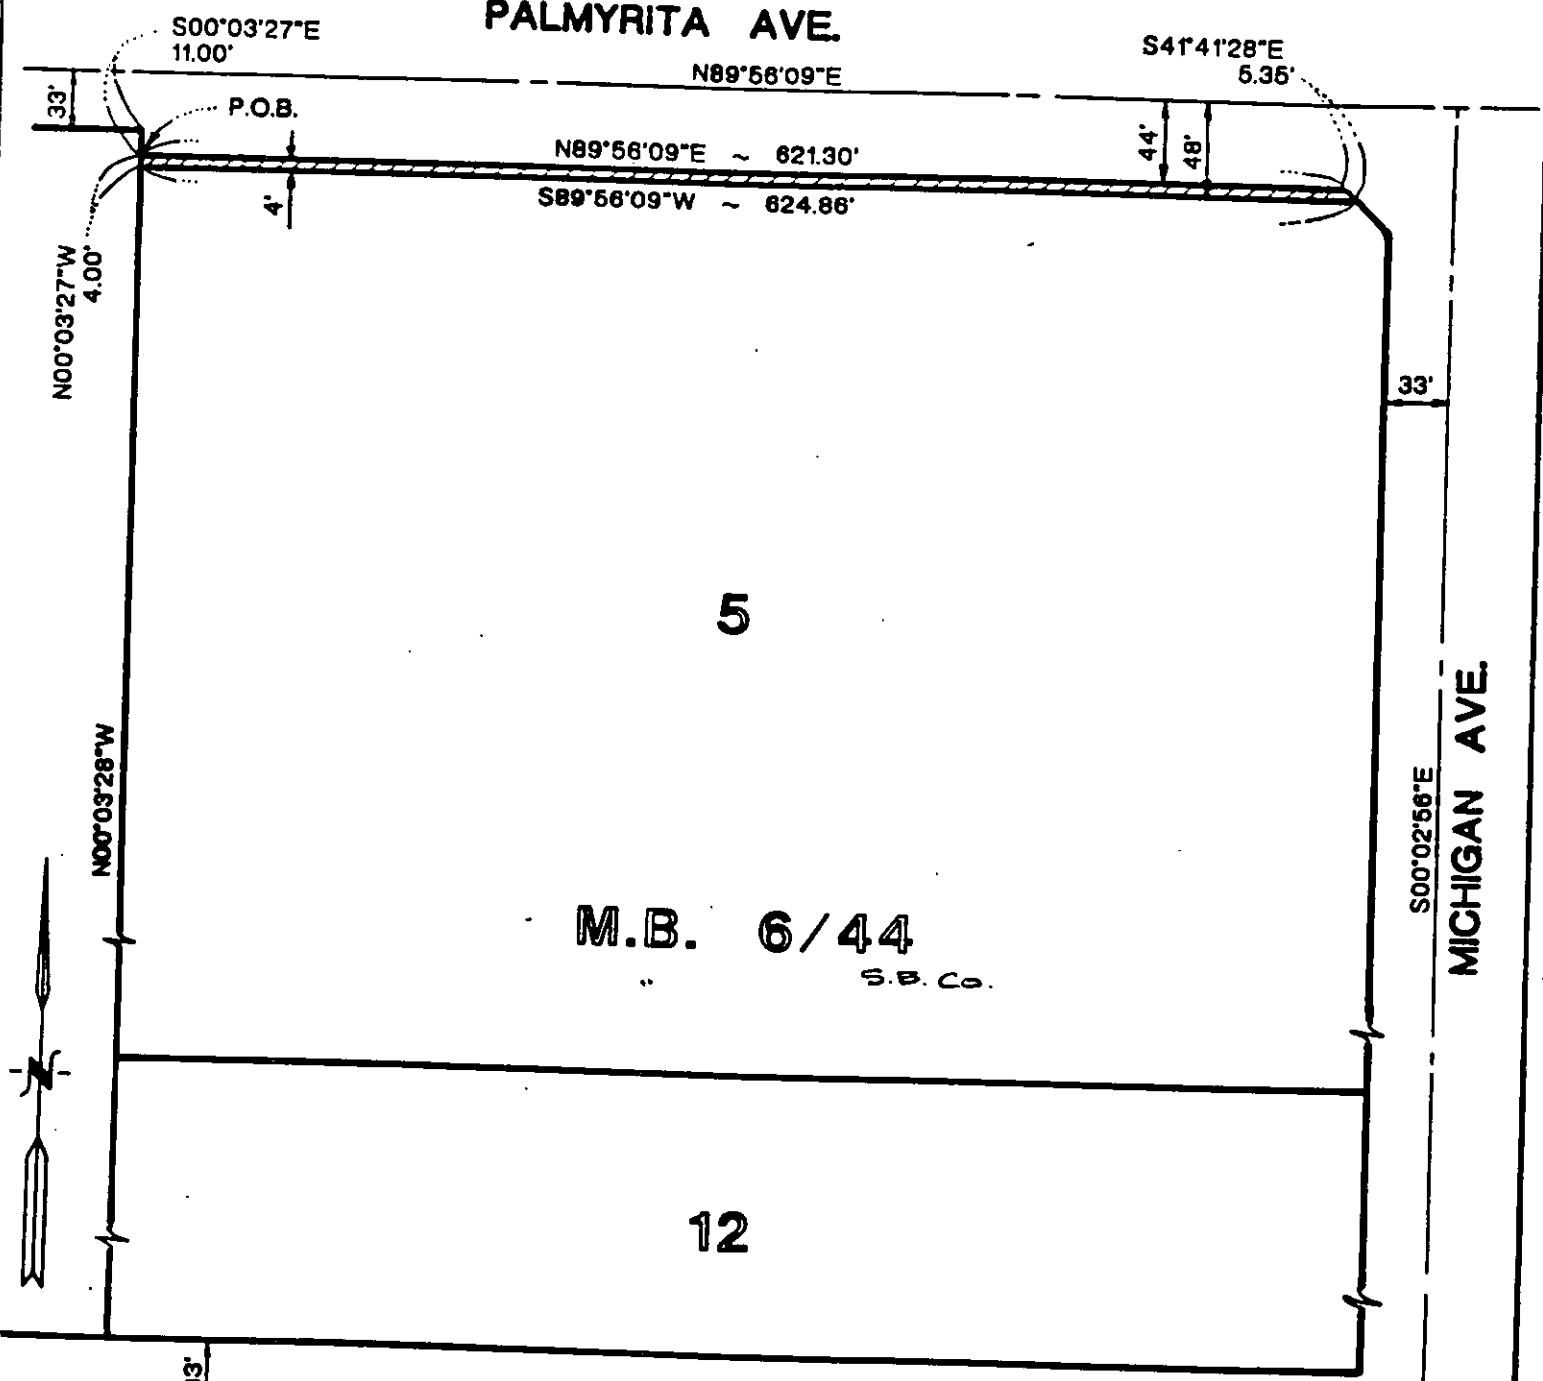 PALMYRITA AVE.
S00°03'27"E
11.00'
S41°41'28"E
5.35'
N89°56'09"E
33'
P.O.B.
44'
48'
N89°56'09"E ~ 621.30'
4'
S89°56'09"W ~ 624.86'
N00°03'27"W
4.00'
33'
5
N00°03'28"W
S00°02'56"E
MICHIGAN AVE.
M.B. 6/44
S.B. Co.
N
12